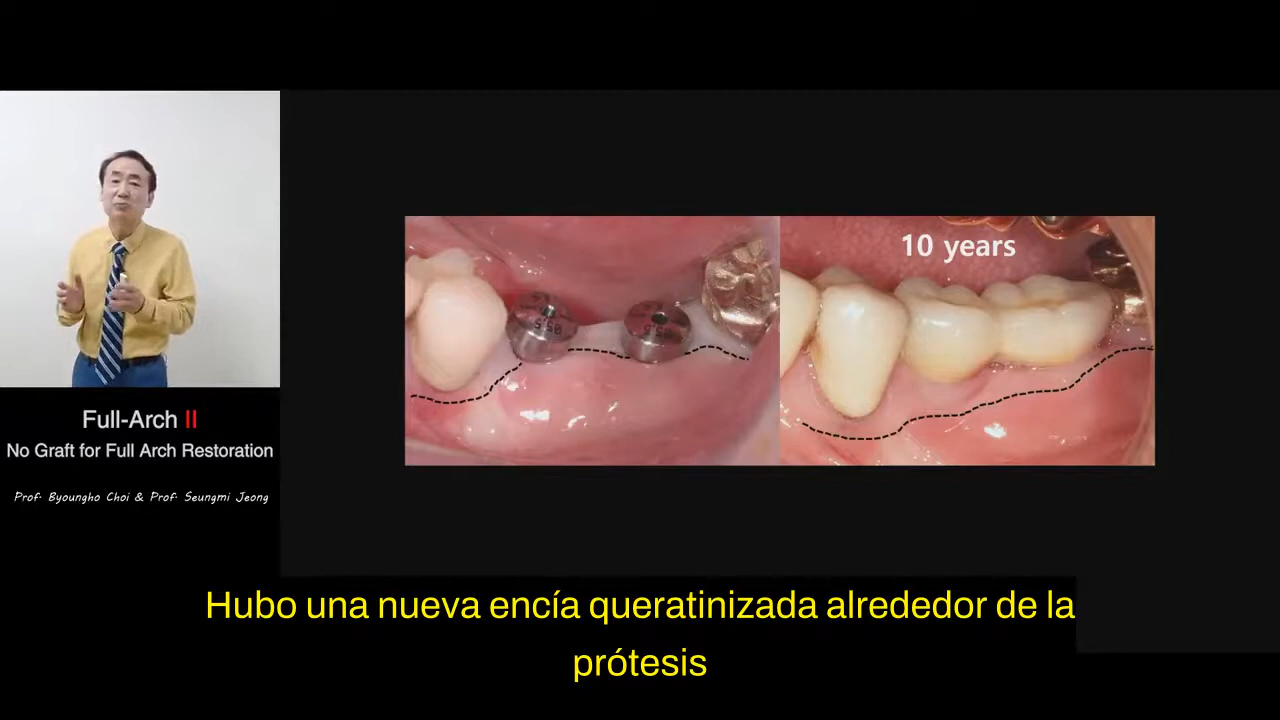 10 years
Full-Arch II
No Graft for Full Arch Restoration
Prof. Byoungho Choi & Prof. Seungmi Jeong
Hubo una nueva encía queratinizada alrededor de la
prótesis